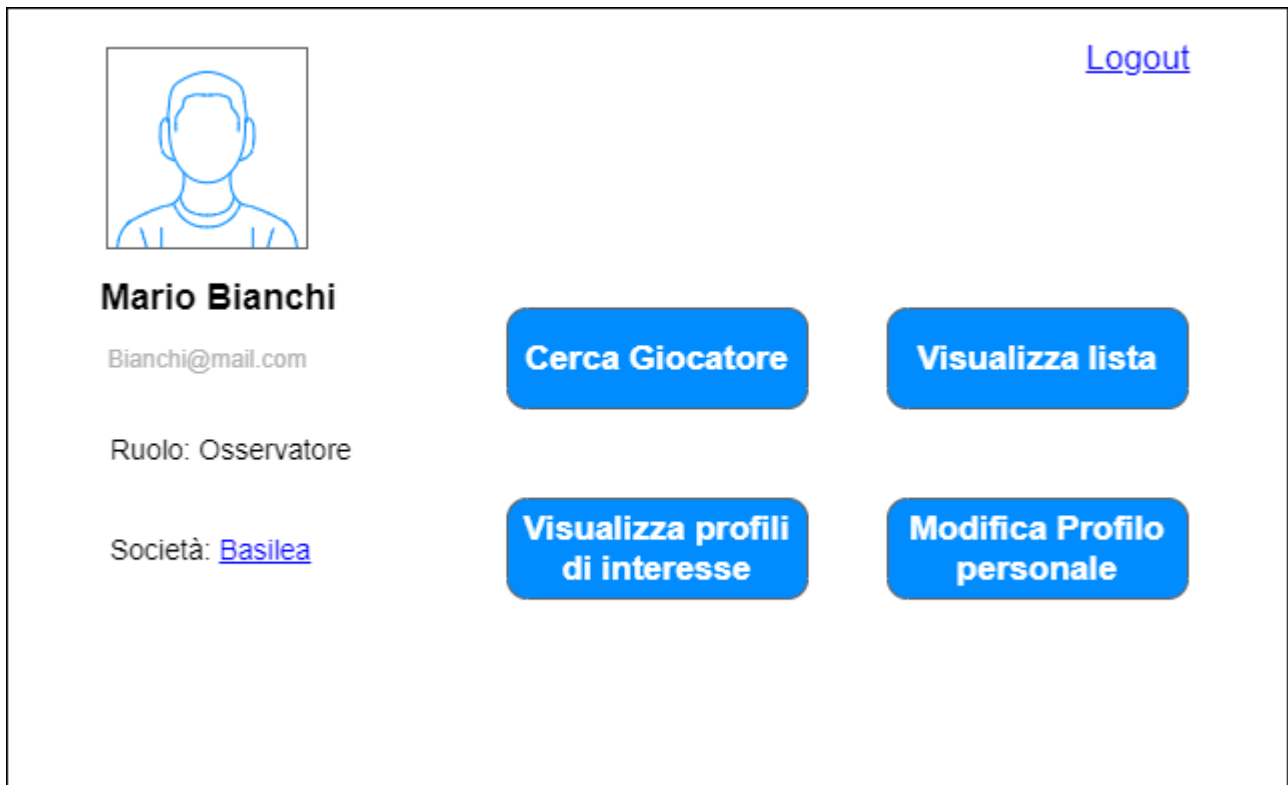 Logout
Mario Bianchi
Bianchi@mail.com
Ruolo: Osservatore
Società: Basilea
Cerca Giocatore
Visualizza lista
Visualizza profili
di interesse
Modifica Profilo
personale